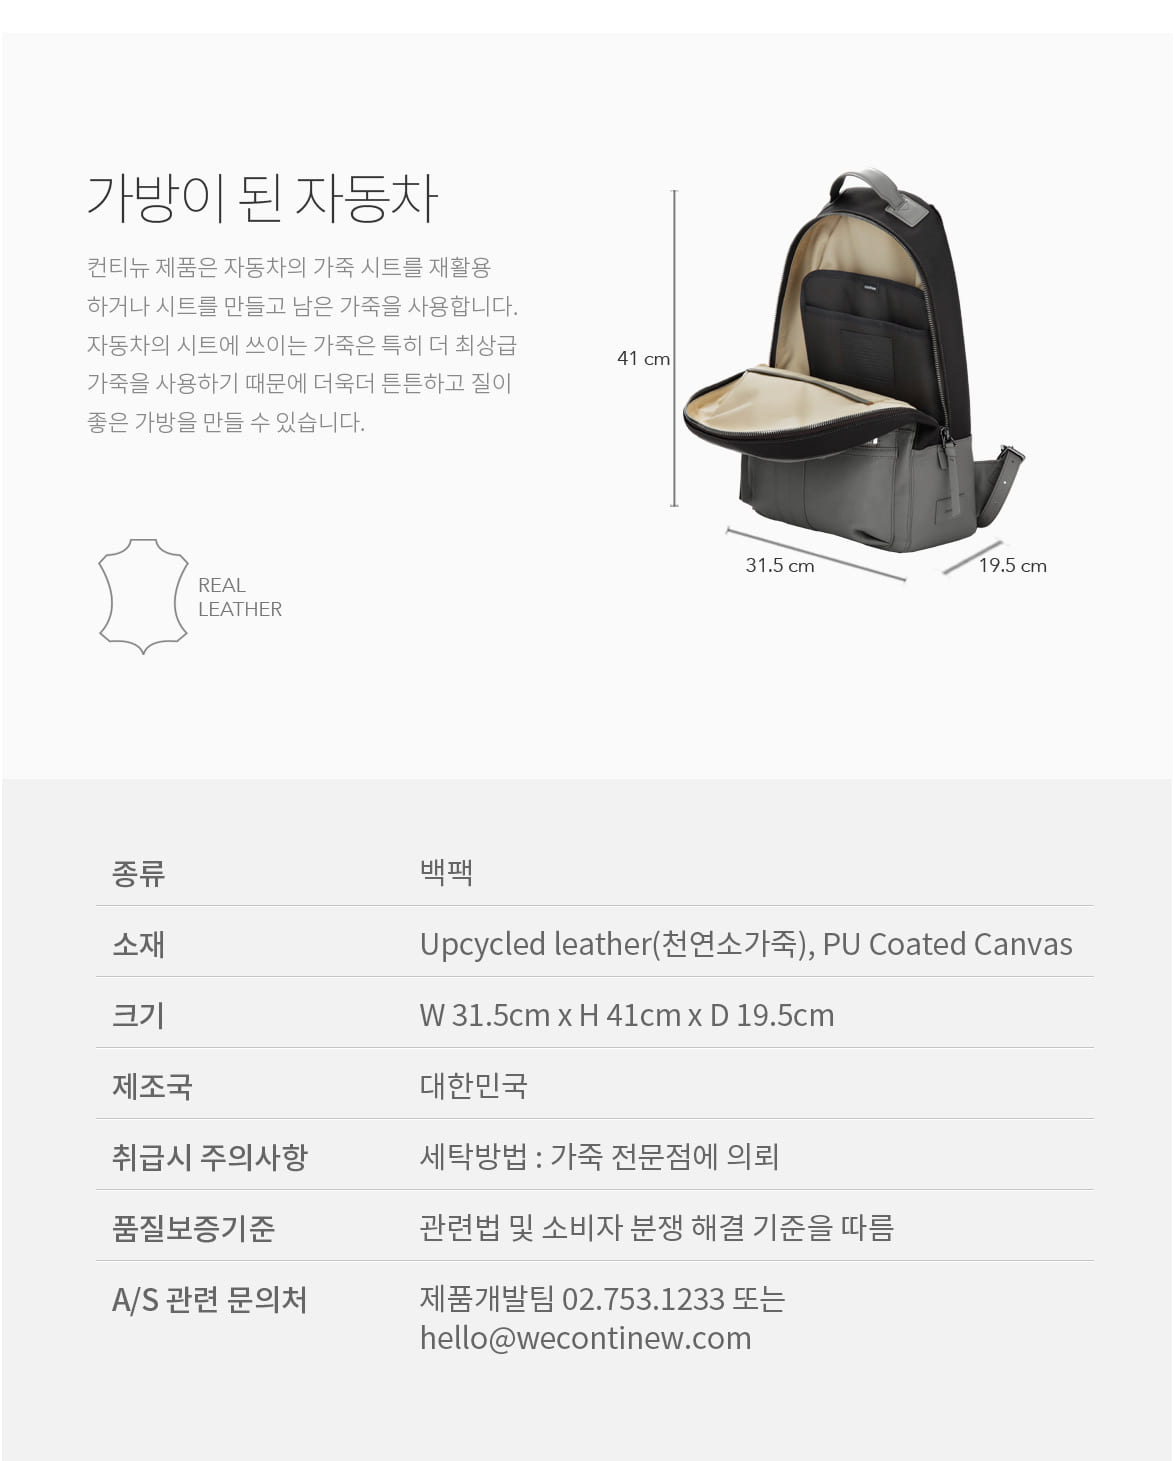 가방이 된 자동차
컨티뉴 제품은 자동차의 가죽 시트를 재활용
하거나 시트를 만들고 남은 가죽을 사용합니다.
자동차의 시트에 쓰이는 가죽은 특히 더 최상급
가죽을 사용하기 때문에 더욱더 튼튼하고 질이
좋은 가방을 만들 수 있습니다.
REAL
LEATHER
41 cm
31.5 cm
19.5 cm
종류 백팩
소재 Upcycled leather(천연소가죽), PU Coated Canvas
크기 W 31.5cm x H 41cm x D 19.5cm
제조국 대한민국
취급시 주의사항 세탁방법 : 가죽 전문점에 의뢰
품질보증기준 관련법 및 소비자 분쟁 해결 기준을 따름
A/S 관련 문의처 제품개발팀 02.753.1233 또는
hello@wecontinew.com